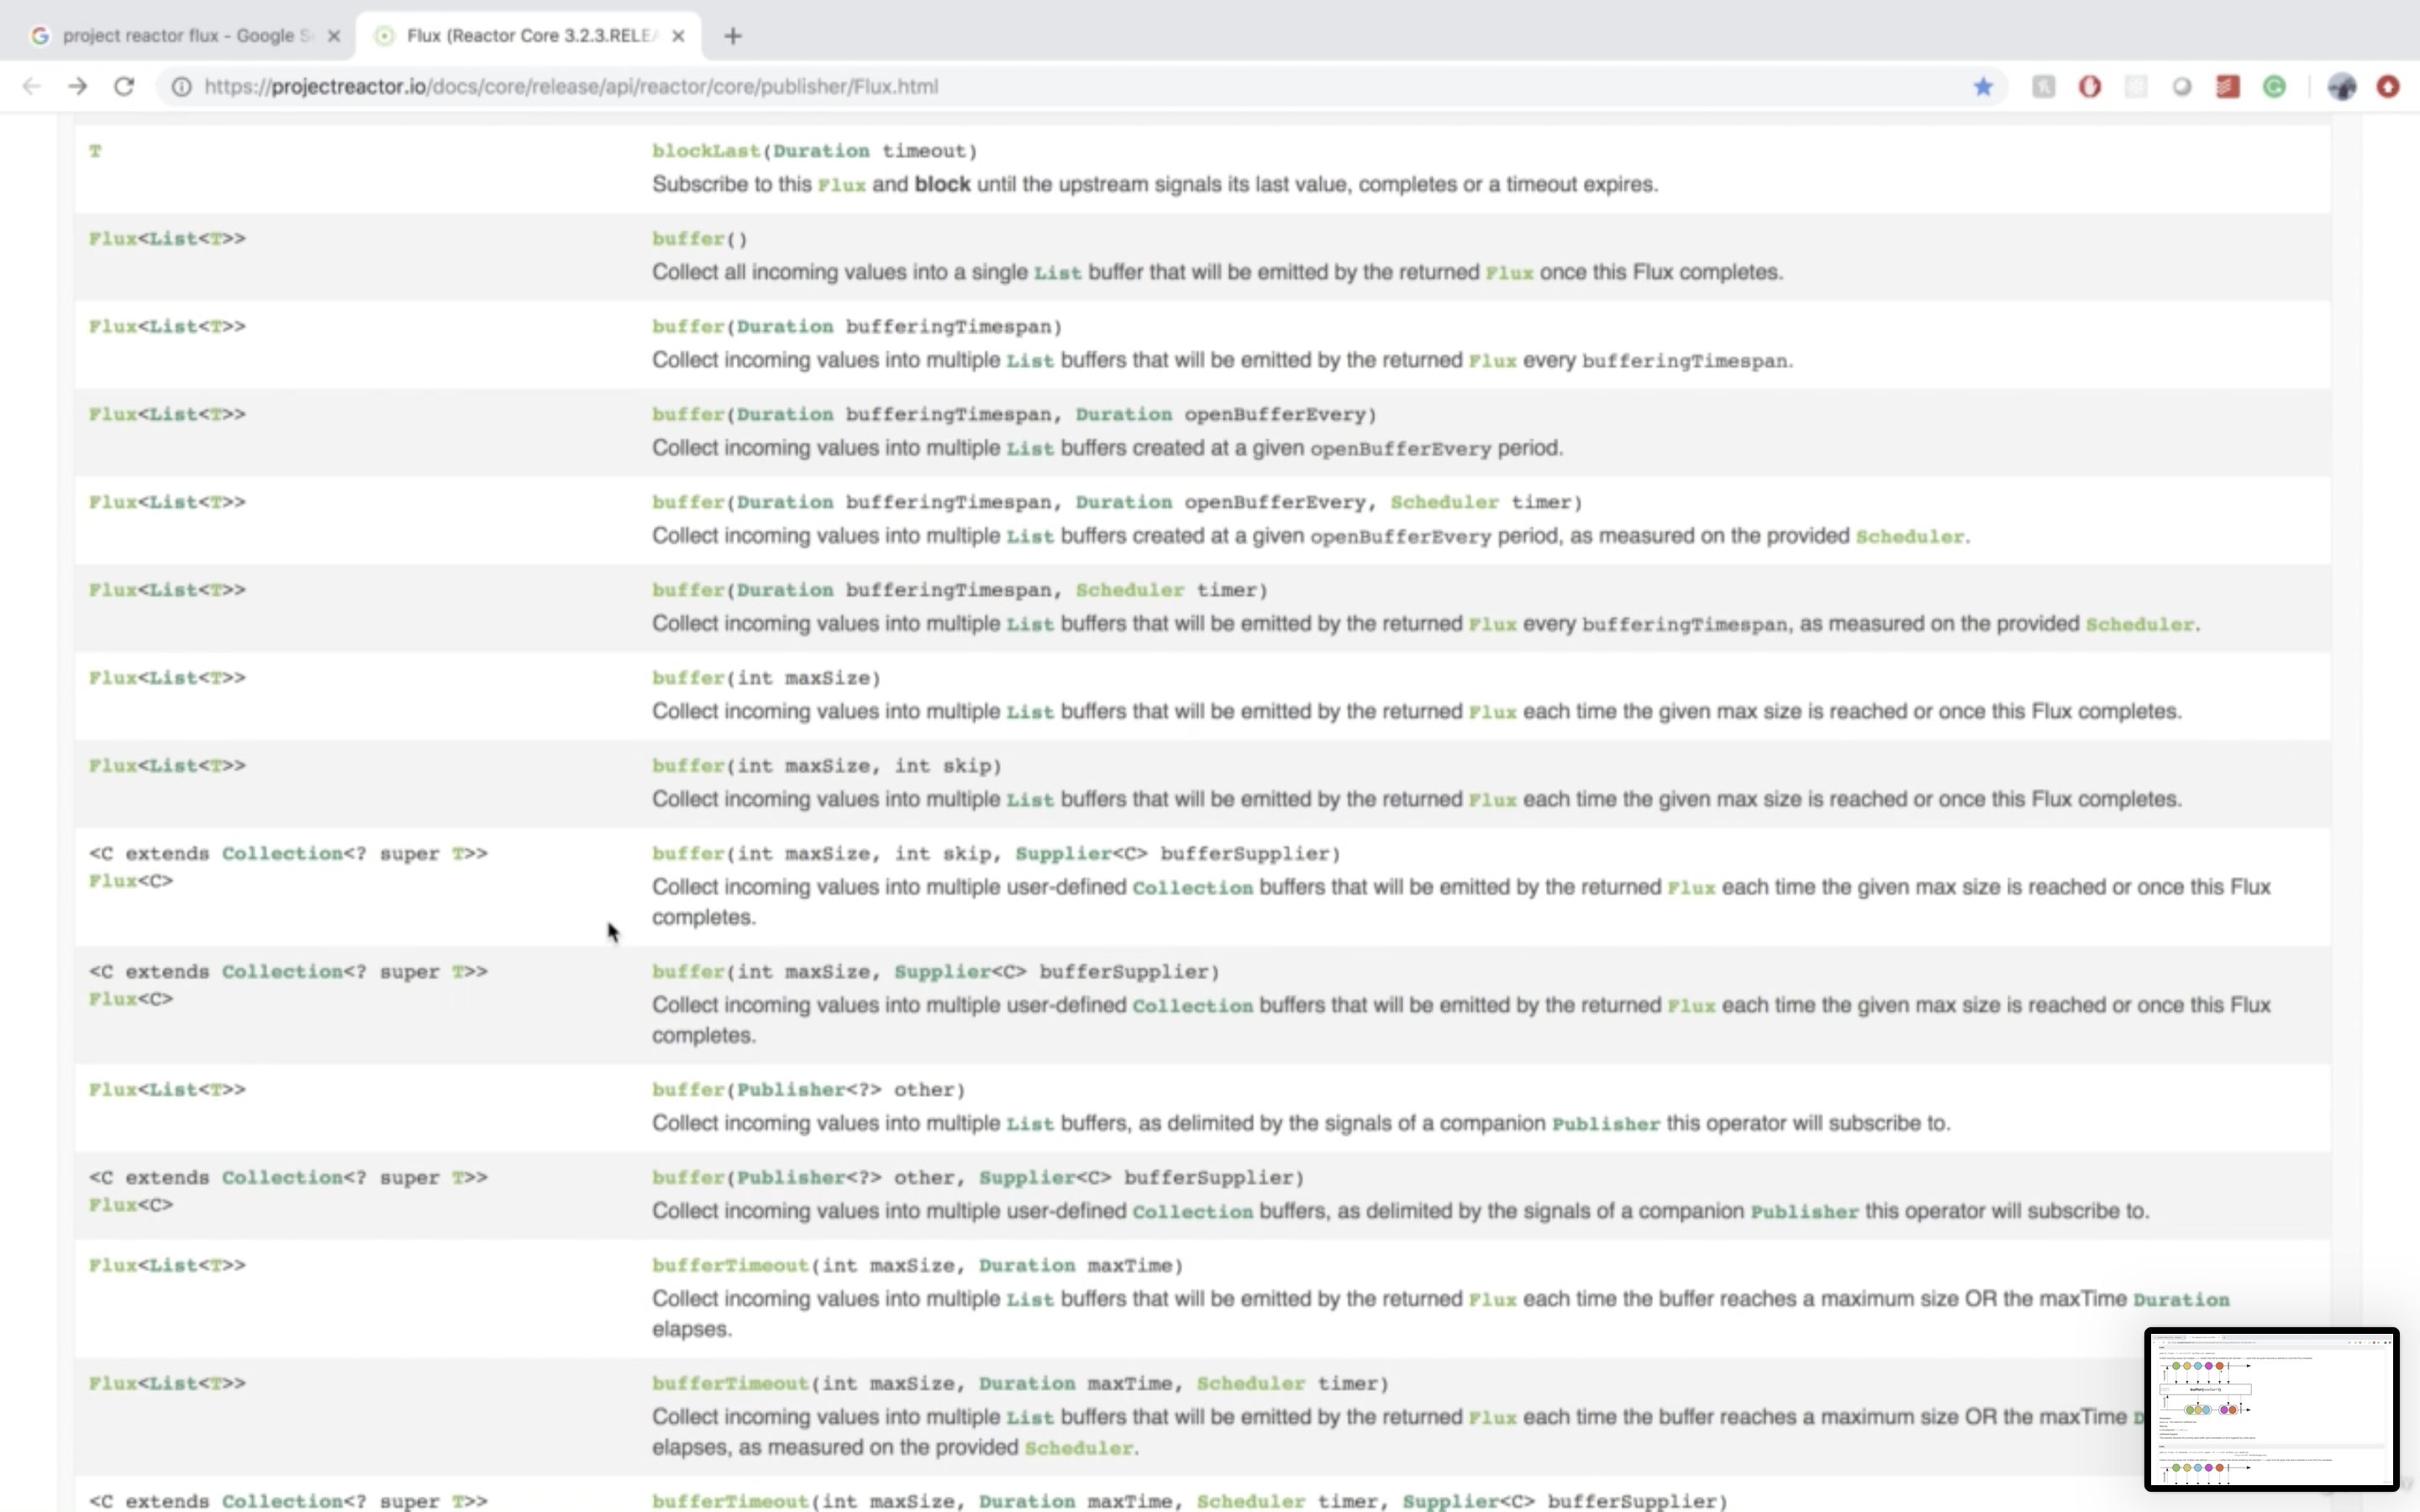 project reactor flux - Google S
Flux (Reactor Core 3.2.3.RELEA
https://projectreactor.io/docs/core/release/api/reactor/core/publisher/Flux.html
T
blockLast(Duration timeout)
Subscribe to this Flux and block until the upstream signals its last value, completes or a timeout expires.
Flux<List<T>>
buffer()
Collect all incoming values into a single List buffer that will be emitted by the returned Flux once this Flux completes.
Flux<List<T>>
buffer(Duration bufferingTimespan)
Collect incoming values into multiple List buffers that will be emitted by the returned Flux every bufferingTimespan.
Flux<List<T>>
buffer(Duration bufferingTimespan, Duration openBufferEvery)
Collect incoming values into multiple List buffers created at a given openBufferEvery period.
Flux<List<T>>
buffer(Duration bufferingTimespan, Duration openBufferEvery, Scheduler timer)
Collect incoming values into multiple List buffers created at a given openBufferEvery period, as measured on the provided Scheduler.
Flux<List<T>>
buffer(Duration bufferingTimespan, Scheduler timer)
Collect incoming values into multiple List buffers that will be emitted by the returned Flux every bufferingTimespan, as measured on the provided Scheduler.
Flux<List<T>>
buffer(int maxSize)
Collect incoming values into multiple List buffers that will be emitted by the returned Flux each time the given max size is reached or once this Flux completes.
Flux<List<T>>
buffer(int maxSize, int skip)
Collect incoming values into multiple List buffers that will be emitted by the returned Flux each time the given max size is reached or once this Flux completes.
<C extends Collection<? super T>>
Flux<C>
buffer(int maxSize, int skip, Supplier<C> bufferSupplier)
Collect incoming values into multiple user-defined Collection buffers that will be emitted by the returned Flux each time the given max size is reached or once this Flux
completes.
<C extends Collection<? super T>>
Flux<C>
buffer(int maxSize, Supplier<C> bufferSupplier)
Collect incoming values into multiple user-defined Collection buffers that will be emitted by the returned Flux each time the given max size is reached or once this Flux
completes.
Flux<List<T>>
buffer(Publisher<?> other)
Collect incoming values into multiple List buffers, as delimited by the signals of a companion Publisher this operator will subscribe to.
<C extends Collection<? super T>>
Flux<C>
buffer(Publisher<?> other, Supplier<C> bufferSupplier)
Collect incoming values into multiple user-defined Collection buffers, as delimited by the signals of a companion Publisher this operator will subscribe to.
Flux<List<T>>
bufferTimeout(int maxSize, Duration maxTime)
Collect incoming values into multiple List buffers that will be emitted by the returned Flux each time the buffer reaches a maximum size OR the maxTime Duration
elapses.
Flux<List<T>>
bufferTimeout(int maxSize, Duration maxTime, Scheduler timer)
Collect incoming values into multiple List buffers that will be emitted by the returned Flux each time the buffer reaches a maximum size OR the maxTime D
elapses, as measured on the provided Scheduler.
<C extends Collection<? super T>>
bufferTimeout(int maxSize, Duration maxTime, Scheduler timer, Supplier<C> bufferSupplier)